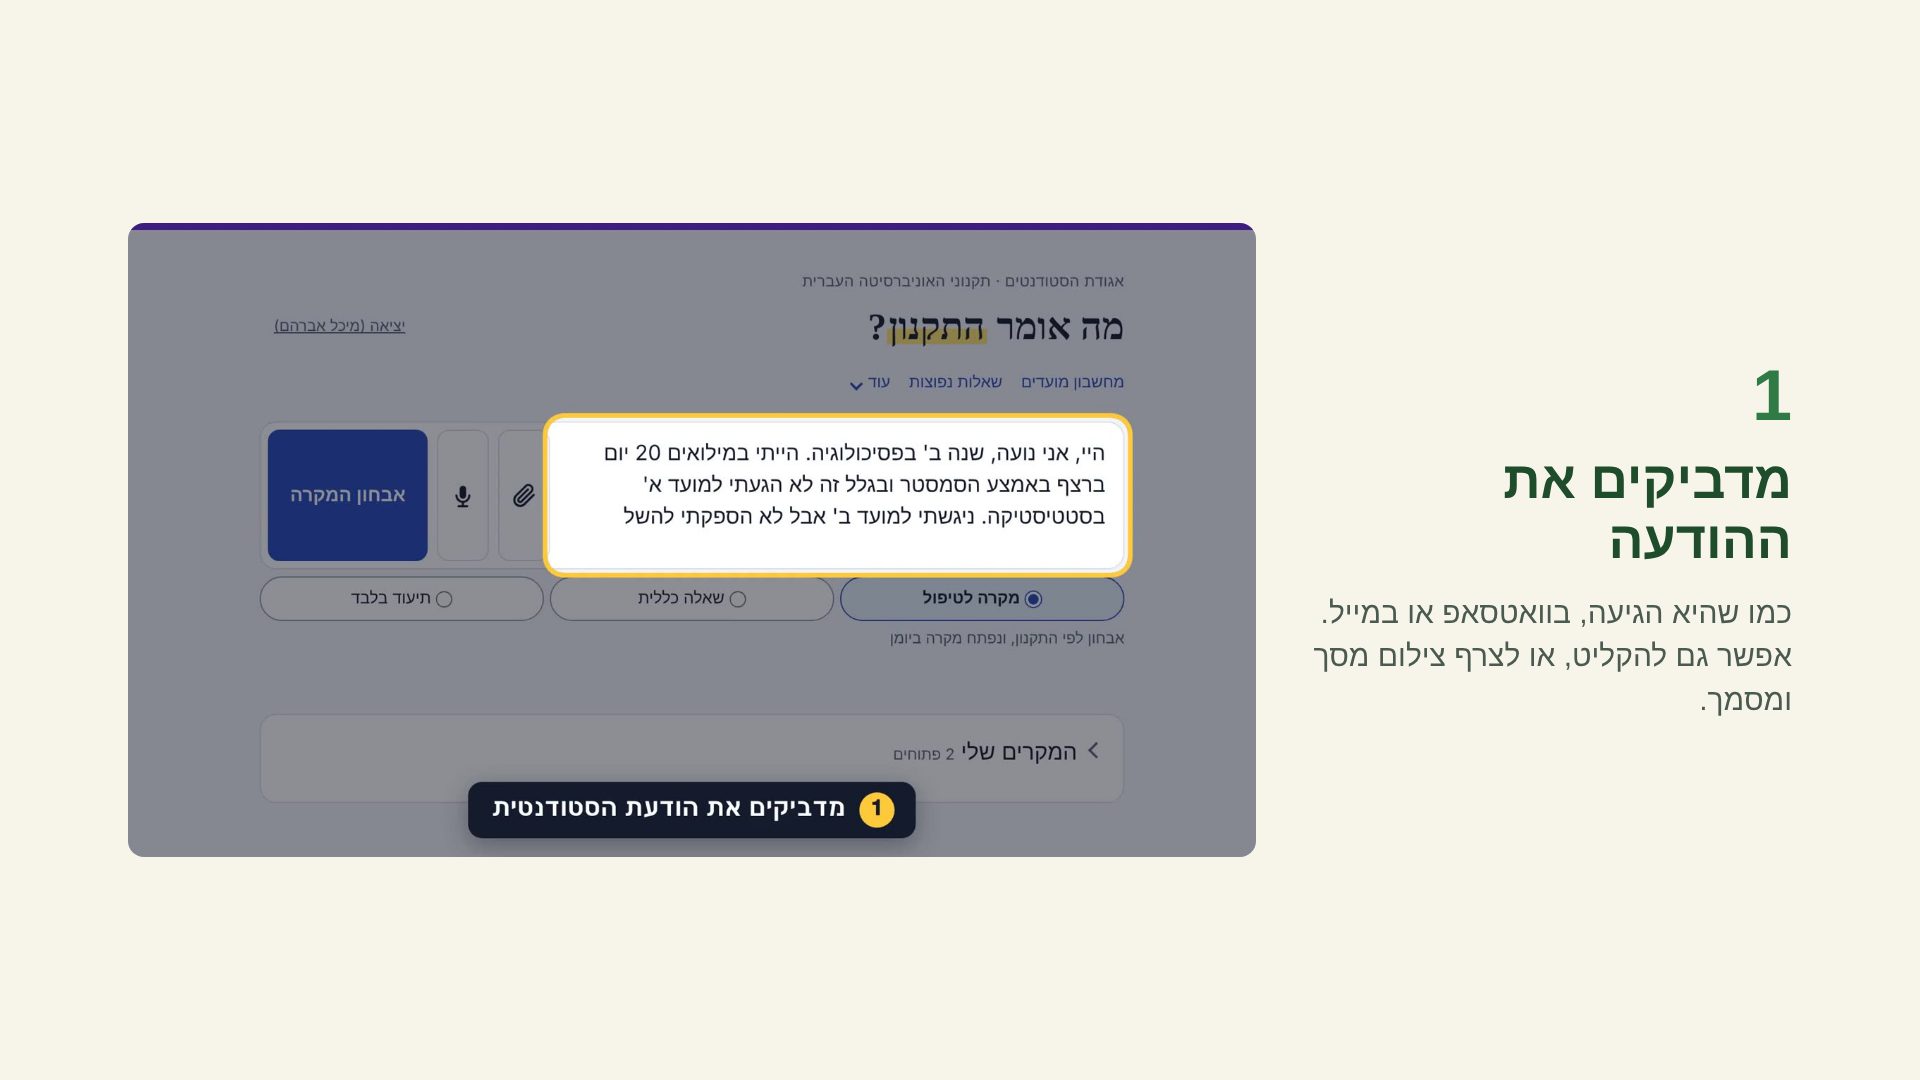 1
מדביקים את
ההודעה
כמו שהיא הגיעה, בוואטסאפ או במייל.
אפשר גם להקליט, או לצרף צילום מסך
ומסמך.
אגודת הסטודנטים · תקנוני האוניברסיטה העברית
מה אומר התקנון?
יציאה (מיכל אברהם)
מחשבון מועדים שאלות נפוצות עוד
היי, אני נועה, שנה ב' בפסיכולוגיה. הייתי במילואים 20 יום
ברצף באמצע הסמסטר ובגלל זה לא הגעתי למועד א'
בסטטיסטיקה. ניגשתי למועד ב' אבל לא הספקתי להשל
אבחון המקרה
מקרה לטיפול
שאלה כללית
תיעוד בלבד
אבחון לפי התקנון, ונפתח מקרה ביומן
המקרים שלי 2 פתוחים
1 מדביקים את הודעת הסטודנטית